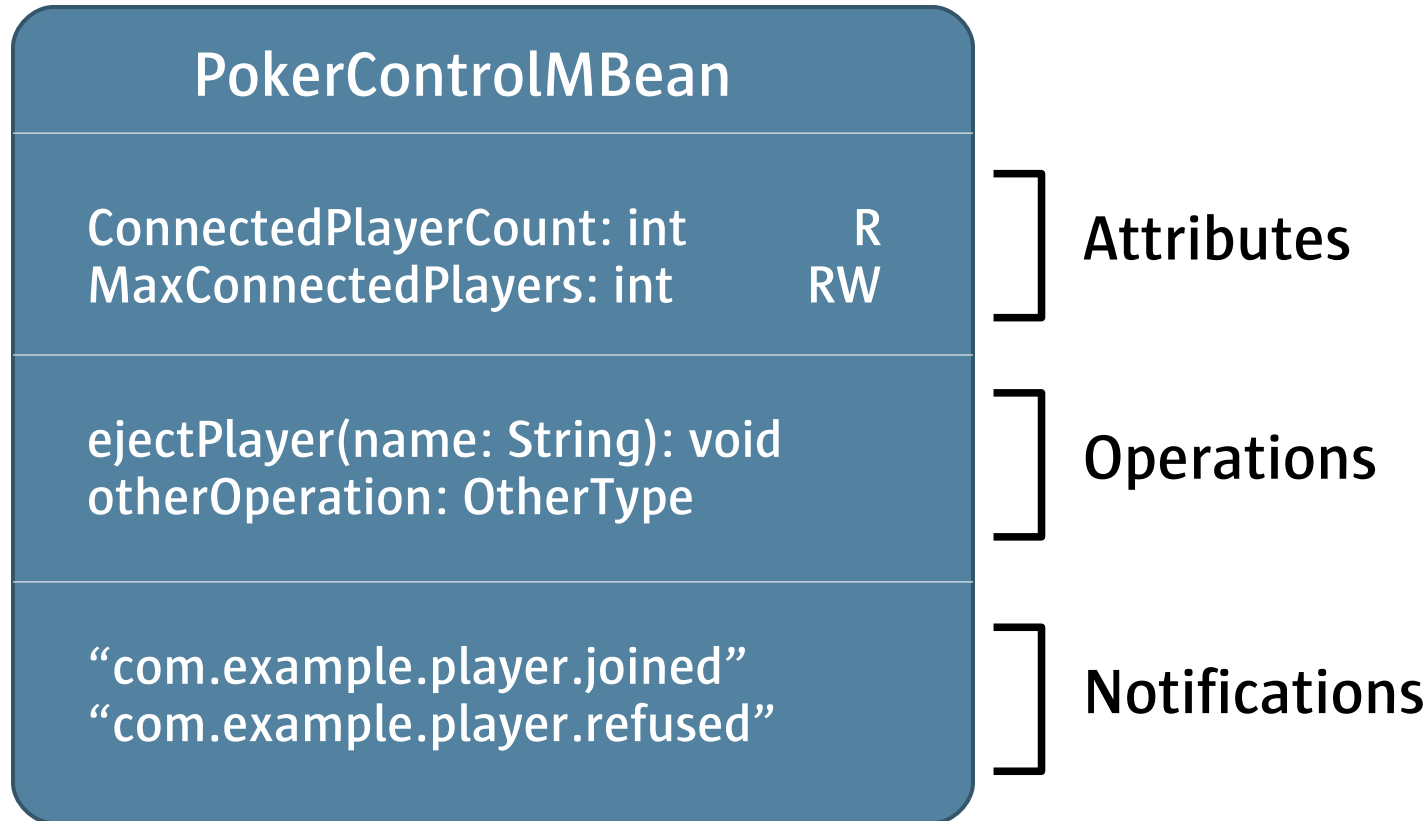 PokerControlMBean
ConnectedPlayerCount: int R
MaxConnectedPlayers: int RW
Attributes
ejectPlayer(name: String): void
otherOperation: OtherType
Operations
“com.example.player.joined”
“com.example.player.refused”
Notifications